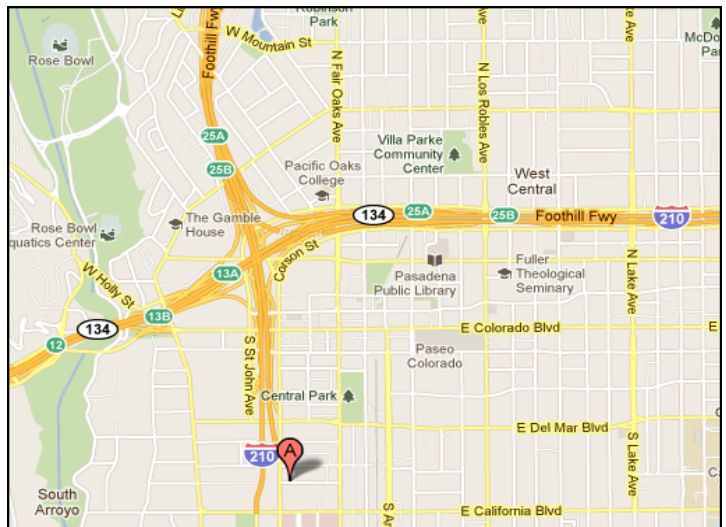 Robinson
Park
W Mountain St
Rose Bowl
Foothill Fwy
N Fair Oaks Ave
N Los Robles Ave
McDo
Pa
25A
Villa Parke
Community
Center
25B
Pacific Oaks
College
West
Central
134
25A
25B
Foothill Fwy
210
The Gamble
House
Rose Bowl
quatics Center
Corson St
N Lake Ave
W Holly St
13A
Pasadena
Public Library
Fuller
Theological
Seminary
13B
134
12
E Colorado Blvd
E
S St John Ave
Paseo
Colorado
Central Park
E Del Mar Blvd
S Lake Ave
A
210
South
Arroyo
S Ar
E California Blvd